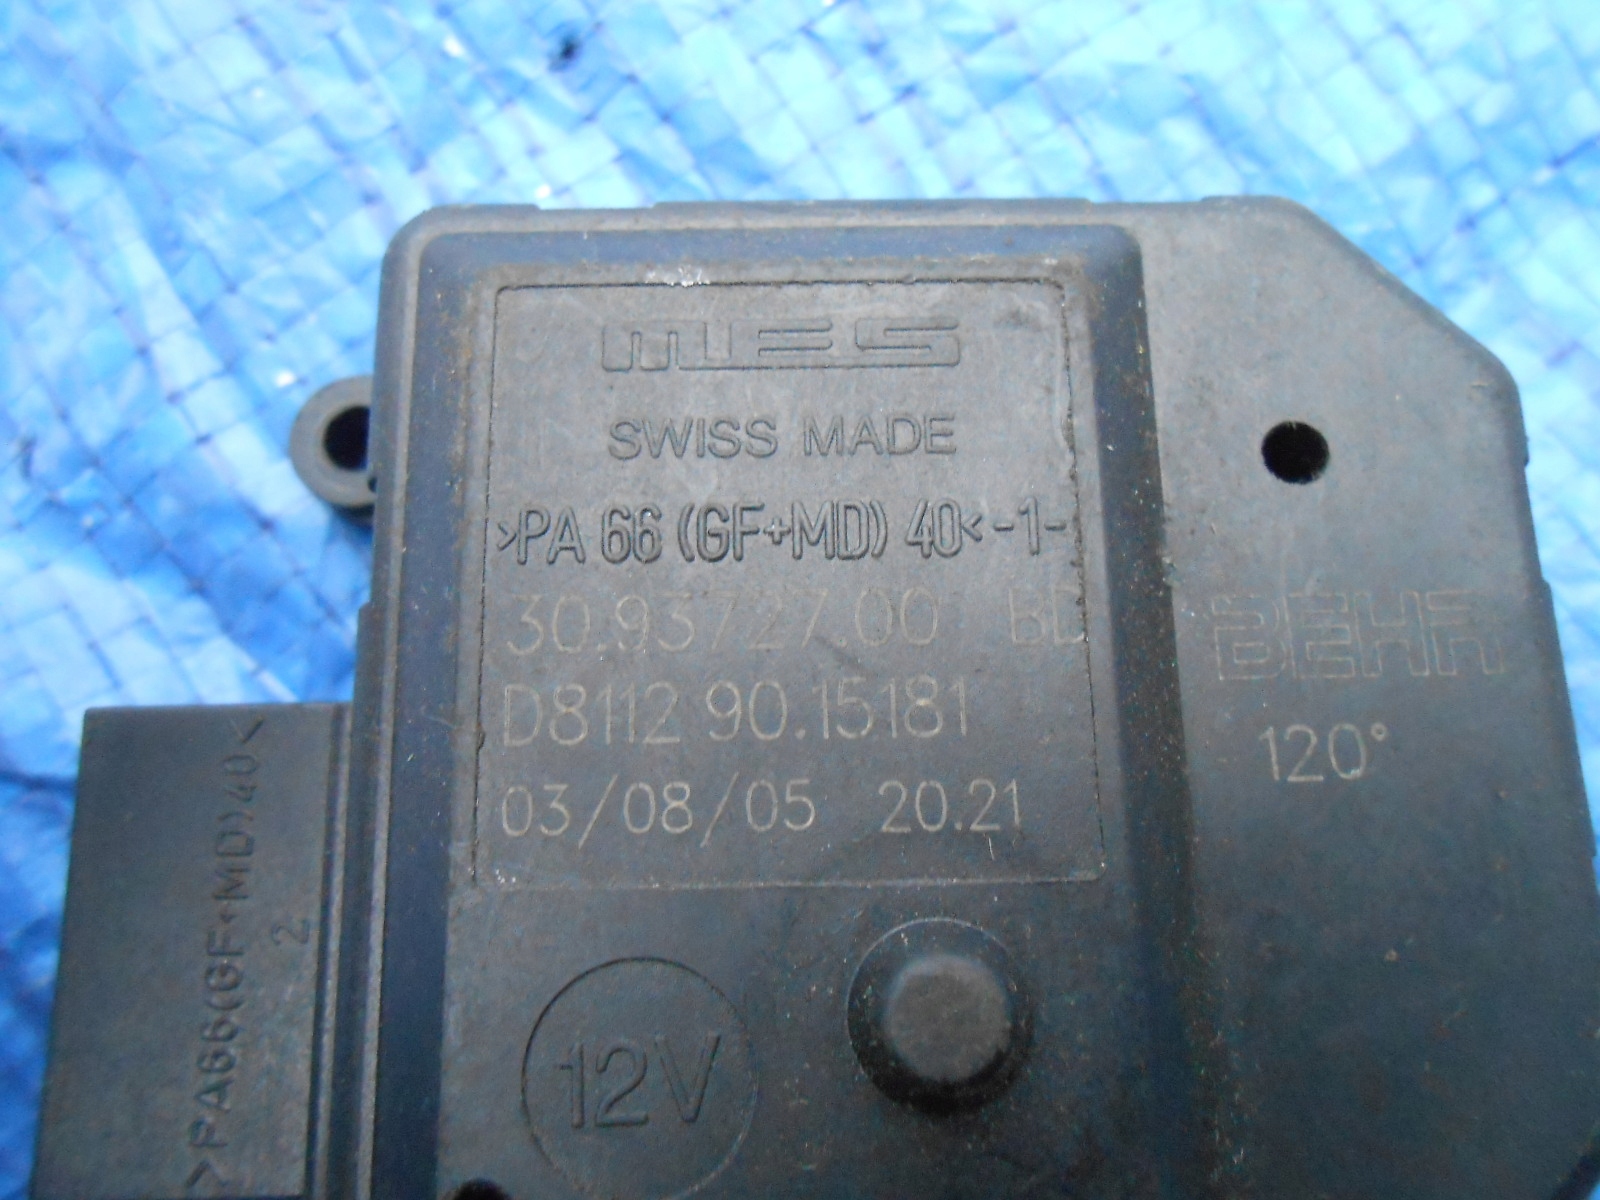 MES
SWISS MADE
>PA 66 (GF+MD) 40< -1-
30.93727.00 BD
D8112 90.15181
03/08/05 20.21
12V
BEHR
120°
>PA66(GF+MD)40<
2